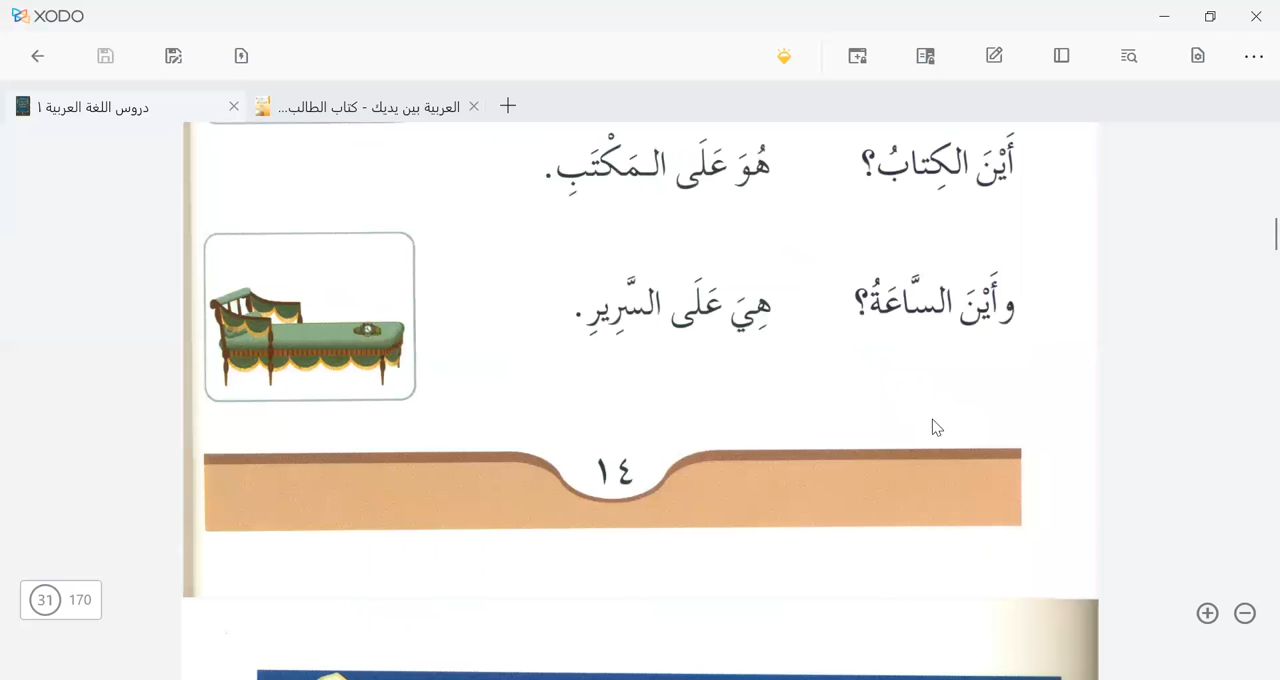 XODO
دروس اللغة العربية ١
العربية بين يديك - كتاب الطالب...
أَيْنَ الكِتابُ؟ هُوَ عَلَى الـمَكْتَبِ.
وأَيْنَ السَّاعَةُ؟ هِيَ عَلَى السَّرِيرِ.
١٤
31 170